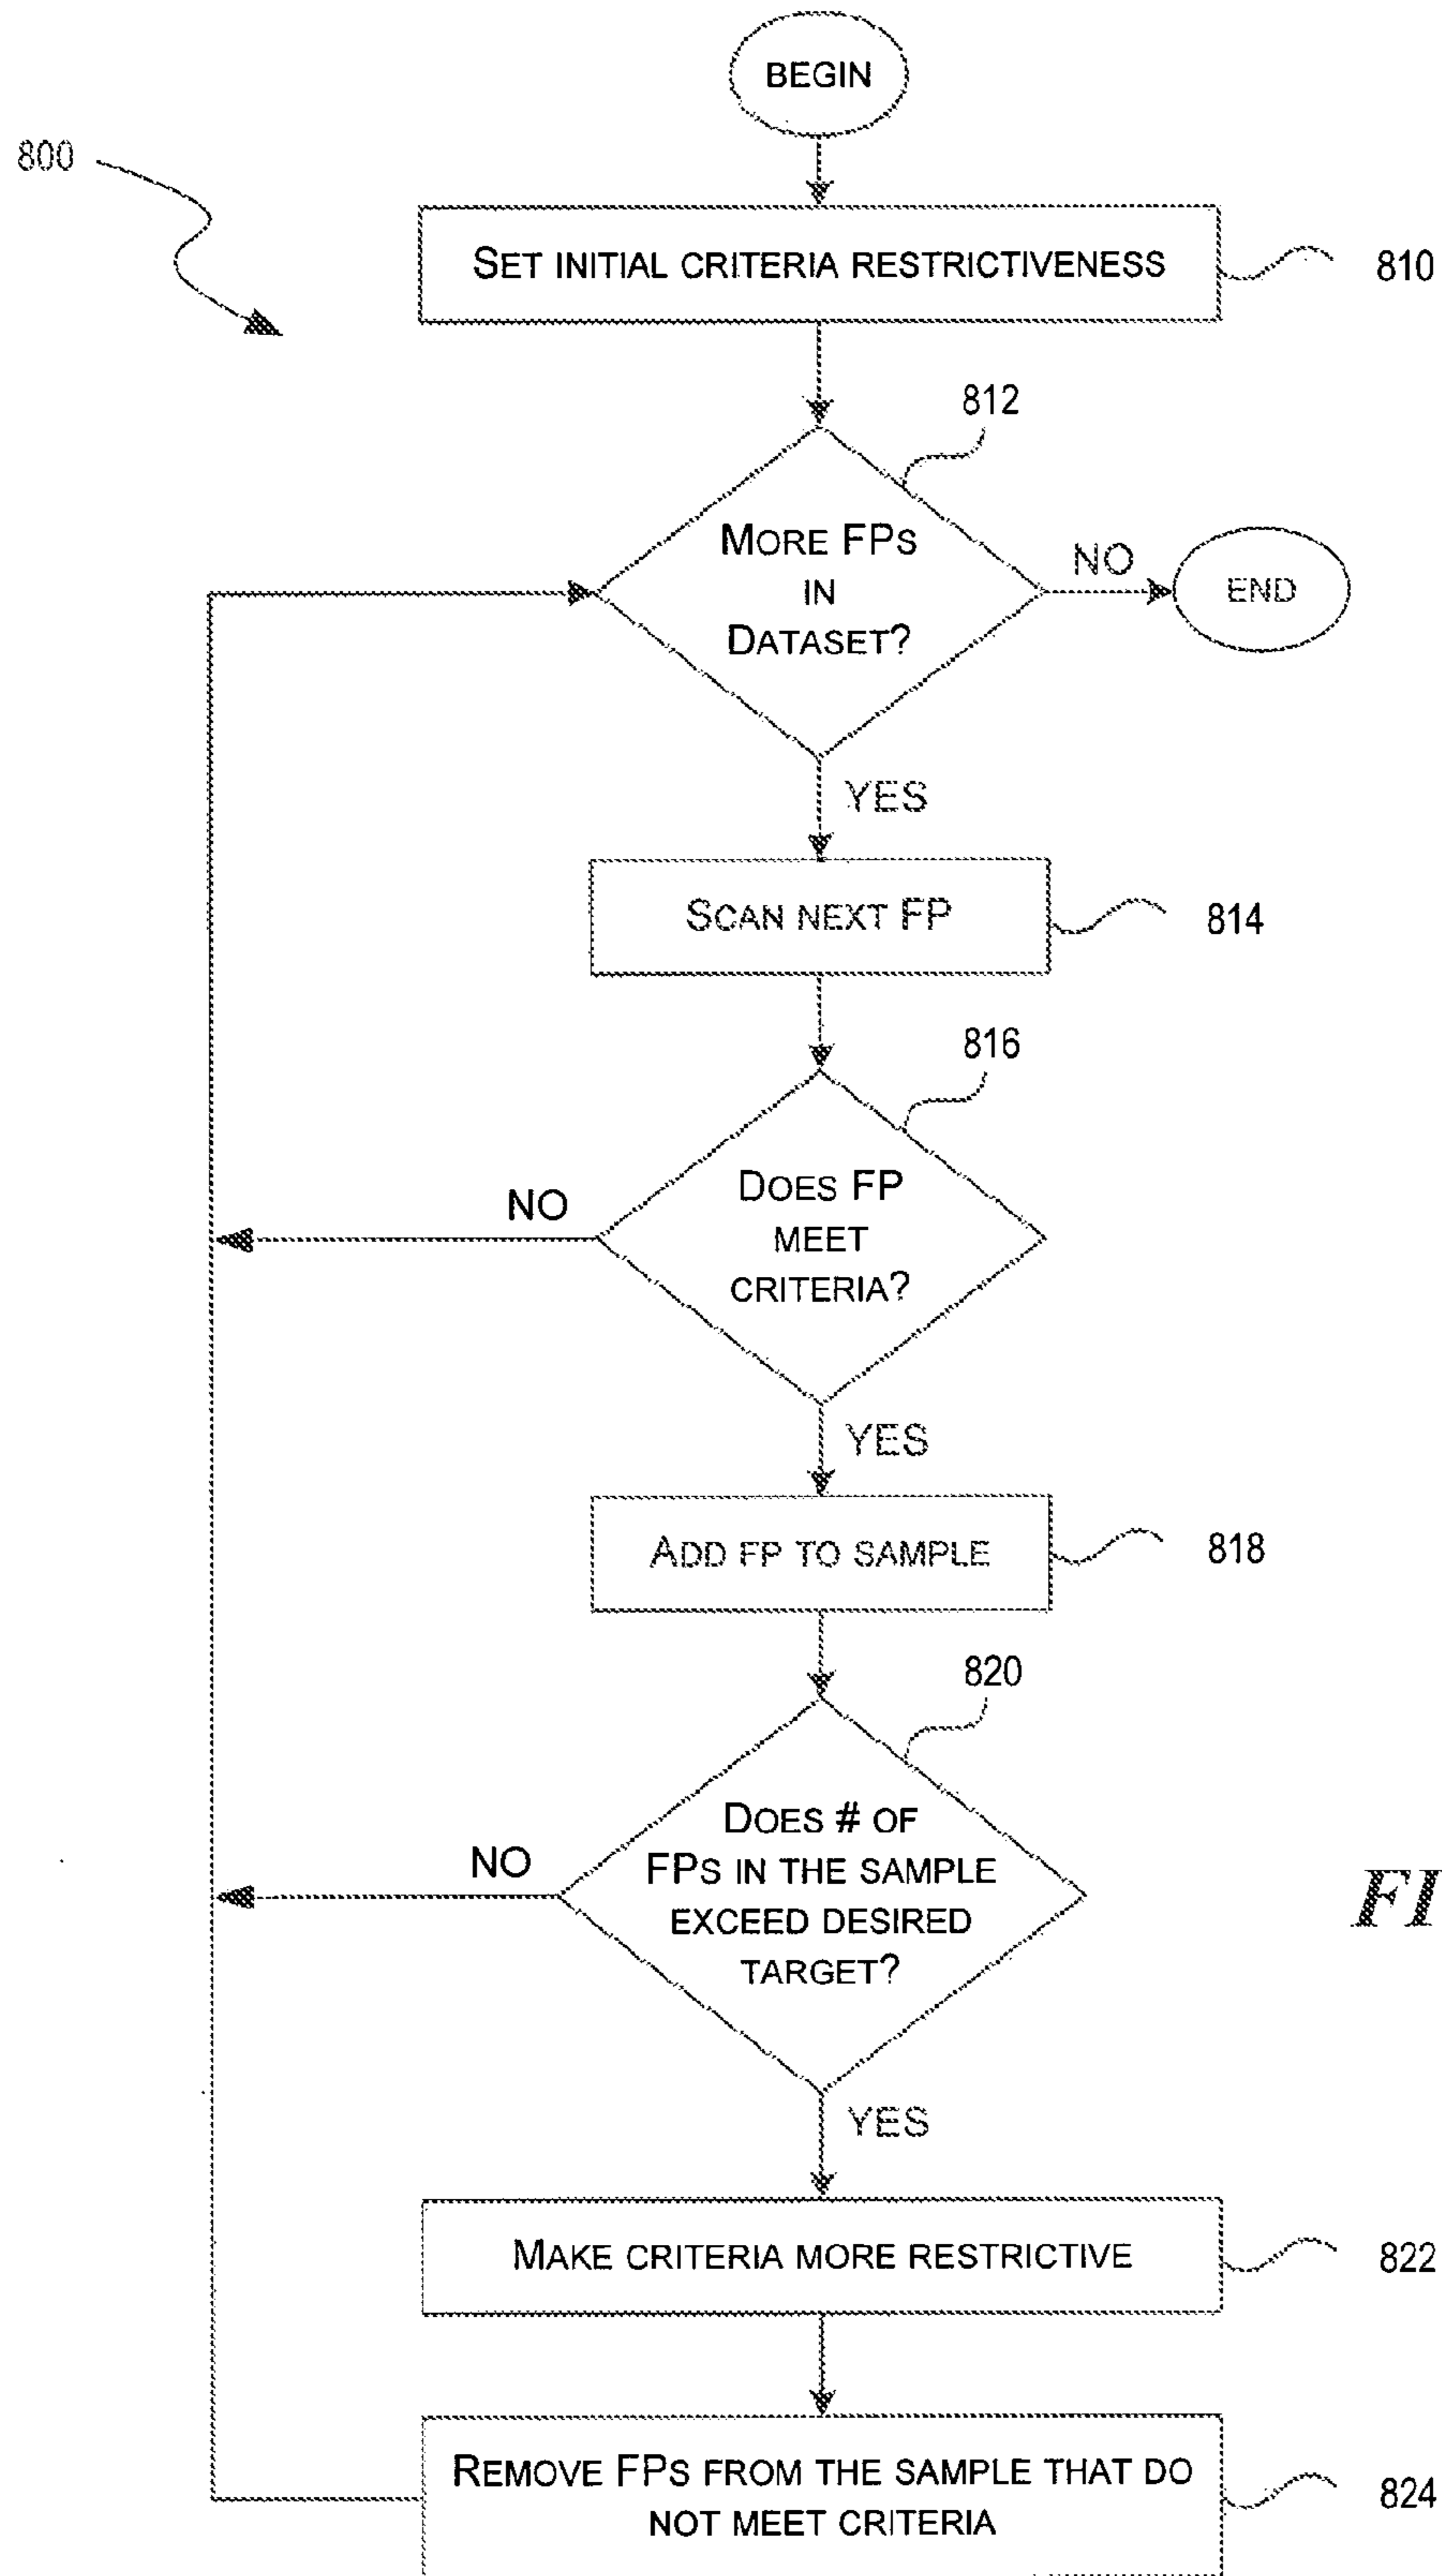 BEGIN
800
SET INITIAL CRITERIA RESTRICTIVENESS
810
812
MORE FPS
IN
DATASET?
NO
END
YES
SCAN NEXT FP
814
816
DOES FP
MEET
CRITERIA?
NO
YES
ADD FP TO SAMPLE
818
820
DOES # OF
FPS IN THE SAMPLE
EXCEED DESIRED
TARGET?
NO
FI
YES
MAKE CRITERIA MORE RESTRICTIVE
822
REMOVE FPS FROM THE SAMPLE THAT DO
NOT MEET CRITERIA
824